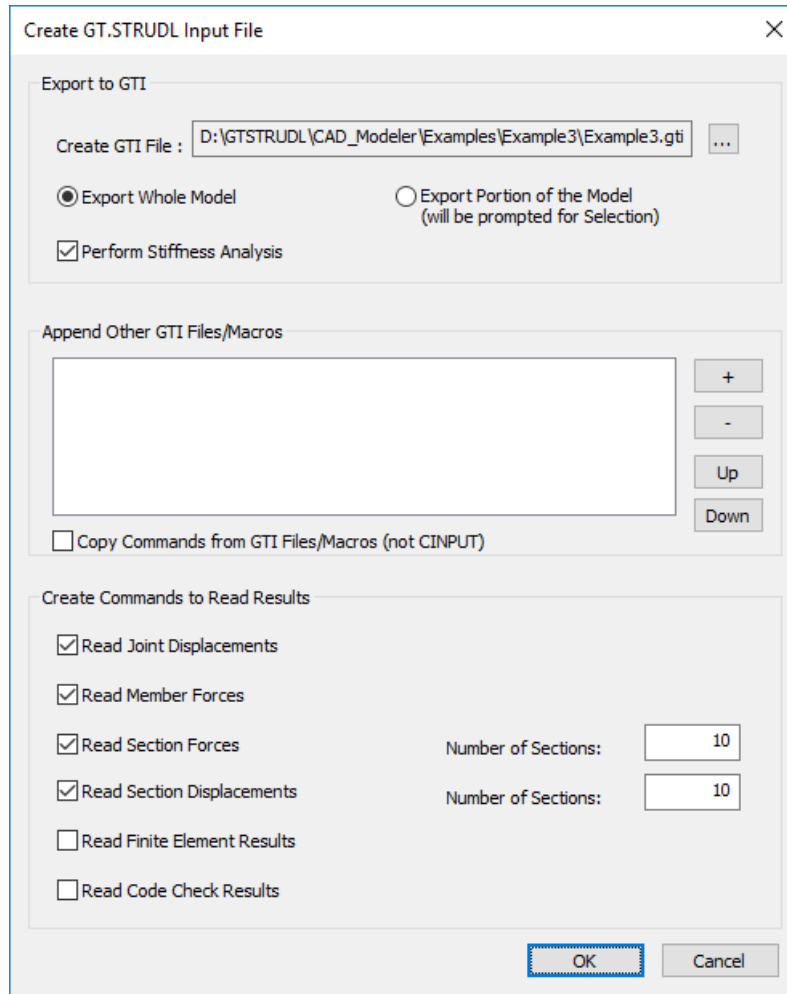 Create GT.STRUDL Input File
Export to GTI
Create GTI File : D:\GTSTRUDL\CAD_Modeler\Examples\Example3\Example3.gti ...
Export Whole Model Export Portion of the Model
(will be prompted for Selection)
Perform Stiffness Analysis
Append Other GTI Files/Macros
+
-
Up
Down
Copy Commands from GTI Files/Macros (not CINPUT)
Create Commands to Read Results
Read Joint Displacements
Read Member Forces
Read Section Forces Number of Sections: 10
Read Section Displacements Number of Sections: 10
Read Finite Element Results
Read Code Check Results
OK Cancel